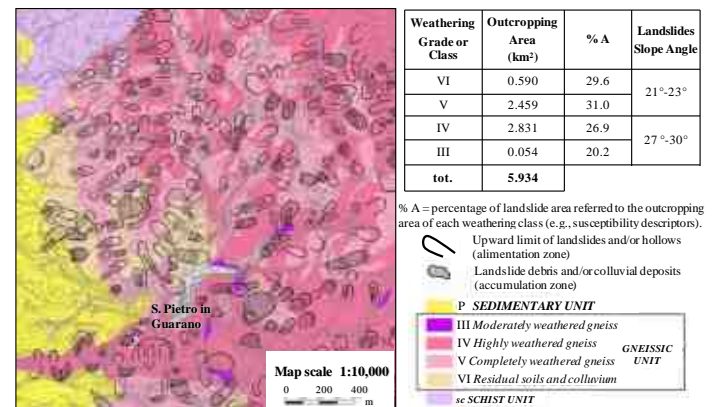 S. Pietro in
Guarano
Map scale 1:10,000
0 200 400
m
Weathering Grade or Class | Outcropping Area (km²) | % A | Landslides Slope Angle
VI 0.590 29.6 21°-23°
V 2.459 31.0
IV 2.831 26.9 27°-30°
III 0.054 20.2
tot. 5.934
% A = percentage of landslide area referred to the outcropping
area of each weathering class (e.g., susceptibility descriptors).
Upward limit of landslides and/or hollows
(alimentation zone)
Landslide debris and/or colluvial deposits
(accumulation zone)
P SEDIMENTARY UNIT
III Moderately weathered gneiss
IV Highly weathered gneiss
V Completely weathered gneiss
VI Residual soils and colluvium
GNEISSIC
UNIT
sc SCHIST UNIT